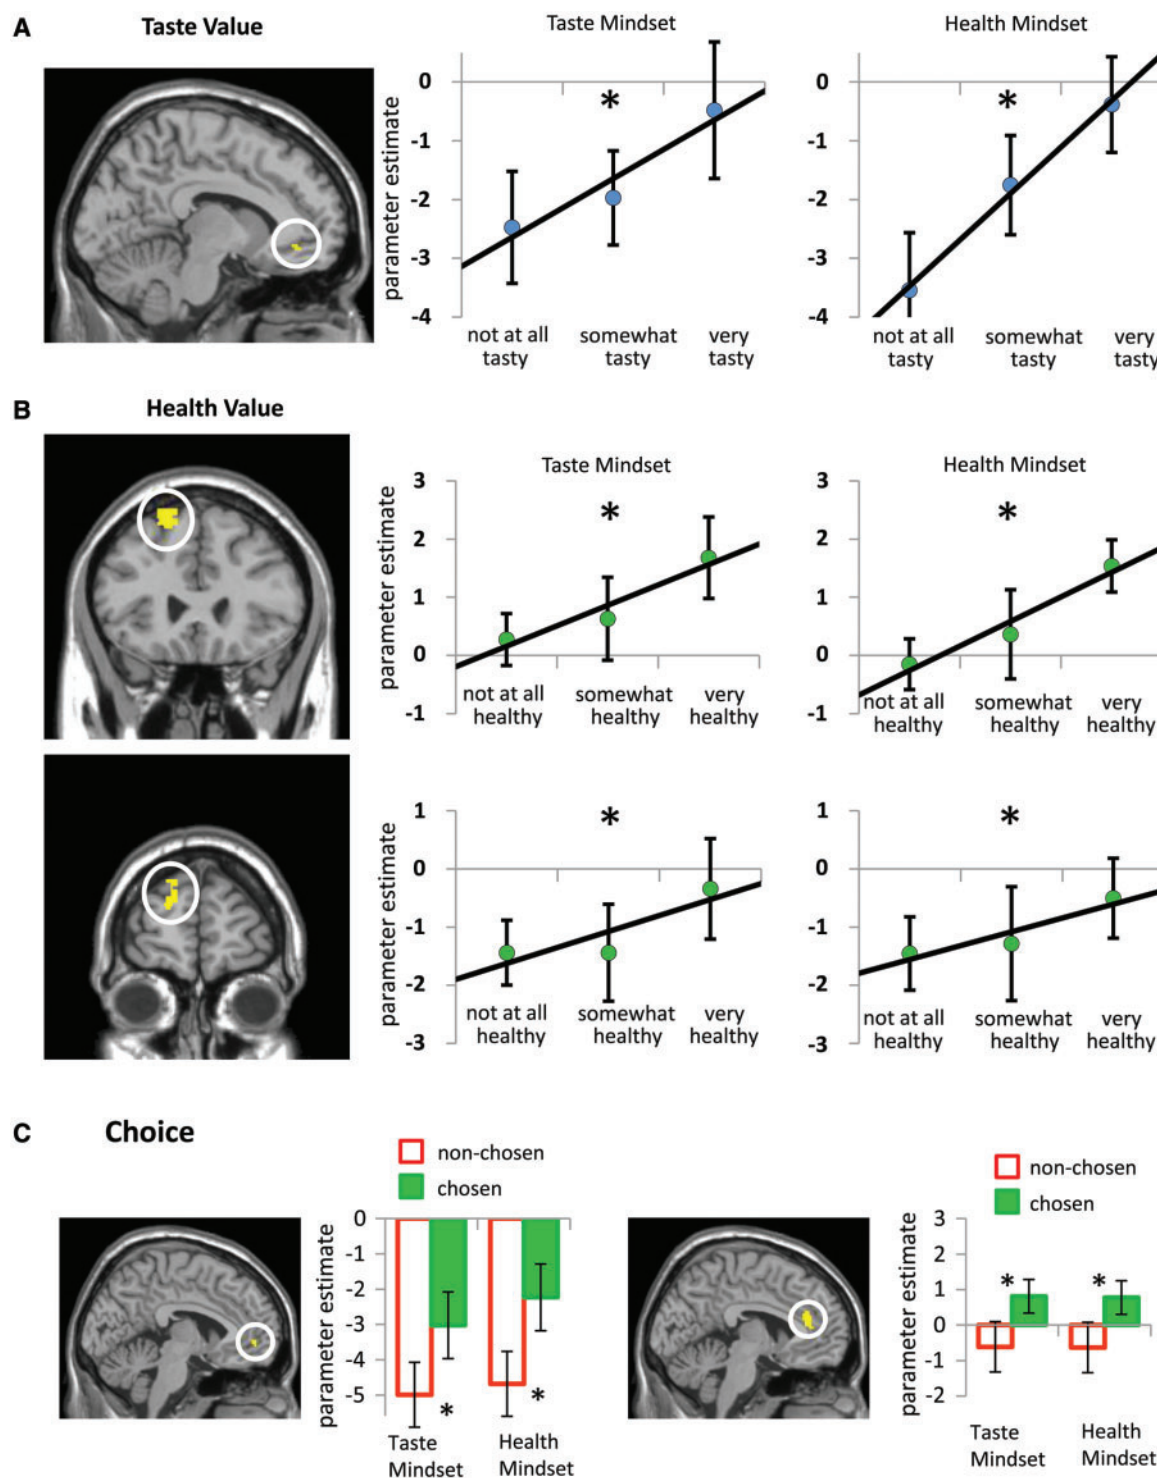 A
Taste Value
Taste Mindset
Health Mindset
parameter estimate
0
-1
-2
-3
-4
not at all
tasty
somewhat
tasty
very
tasty
0
-1
-2
-3
-4
not at all
tasty
somewhat
tasty
very
tasty
*
*
B
Health Value
Taste Mindset
Health Mindset
parameter estimate
3
2
1
0
-1
not at all
healthy
somewhat
healthy
very
healthy
*
3
2
1
0
-1
not at all
healthy
somewhat
healthy
very
healthy
*
parameter estimate
1
0
-1
-2
-3
not at all
healthy
somewhat
healthy
very
healthy
*
1
0
-1
-2
-3
not at all
healthy
somewhat
healthy
very
healthy
*
C
Choice
non-chosen
chosen
parameter estimate
0
-1
-2
-3
-4
-5
*
*
Taste
Mindset
Health
Mindset
non-chosen
chosen
parameter estimate
3
2
1
0
-1
-2
*
*
Taste
Mindset
Health
Mindset